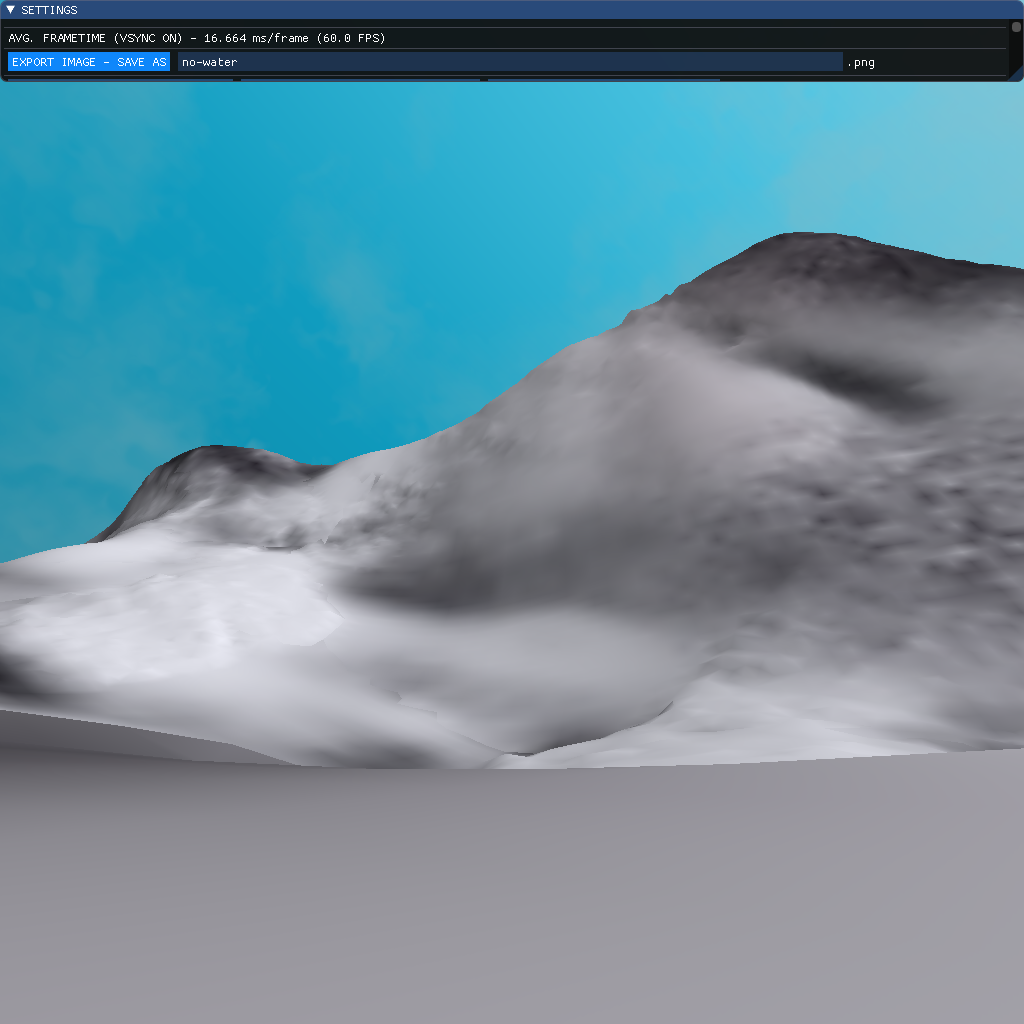 SETTINGS
AVG. FRAMETIME (VSYNC ON) - 16.664 ms/frame (60.0 FPS)
EXPORT IMAGE - SAVE AS no-water .png